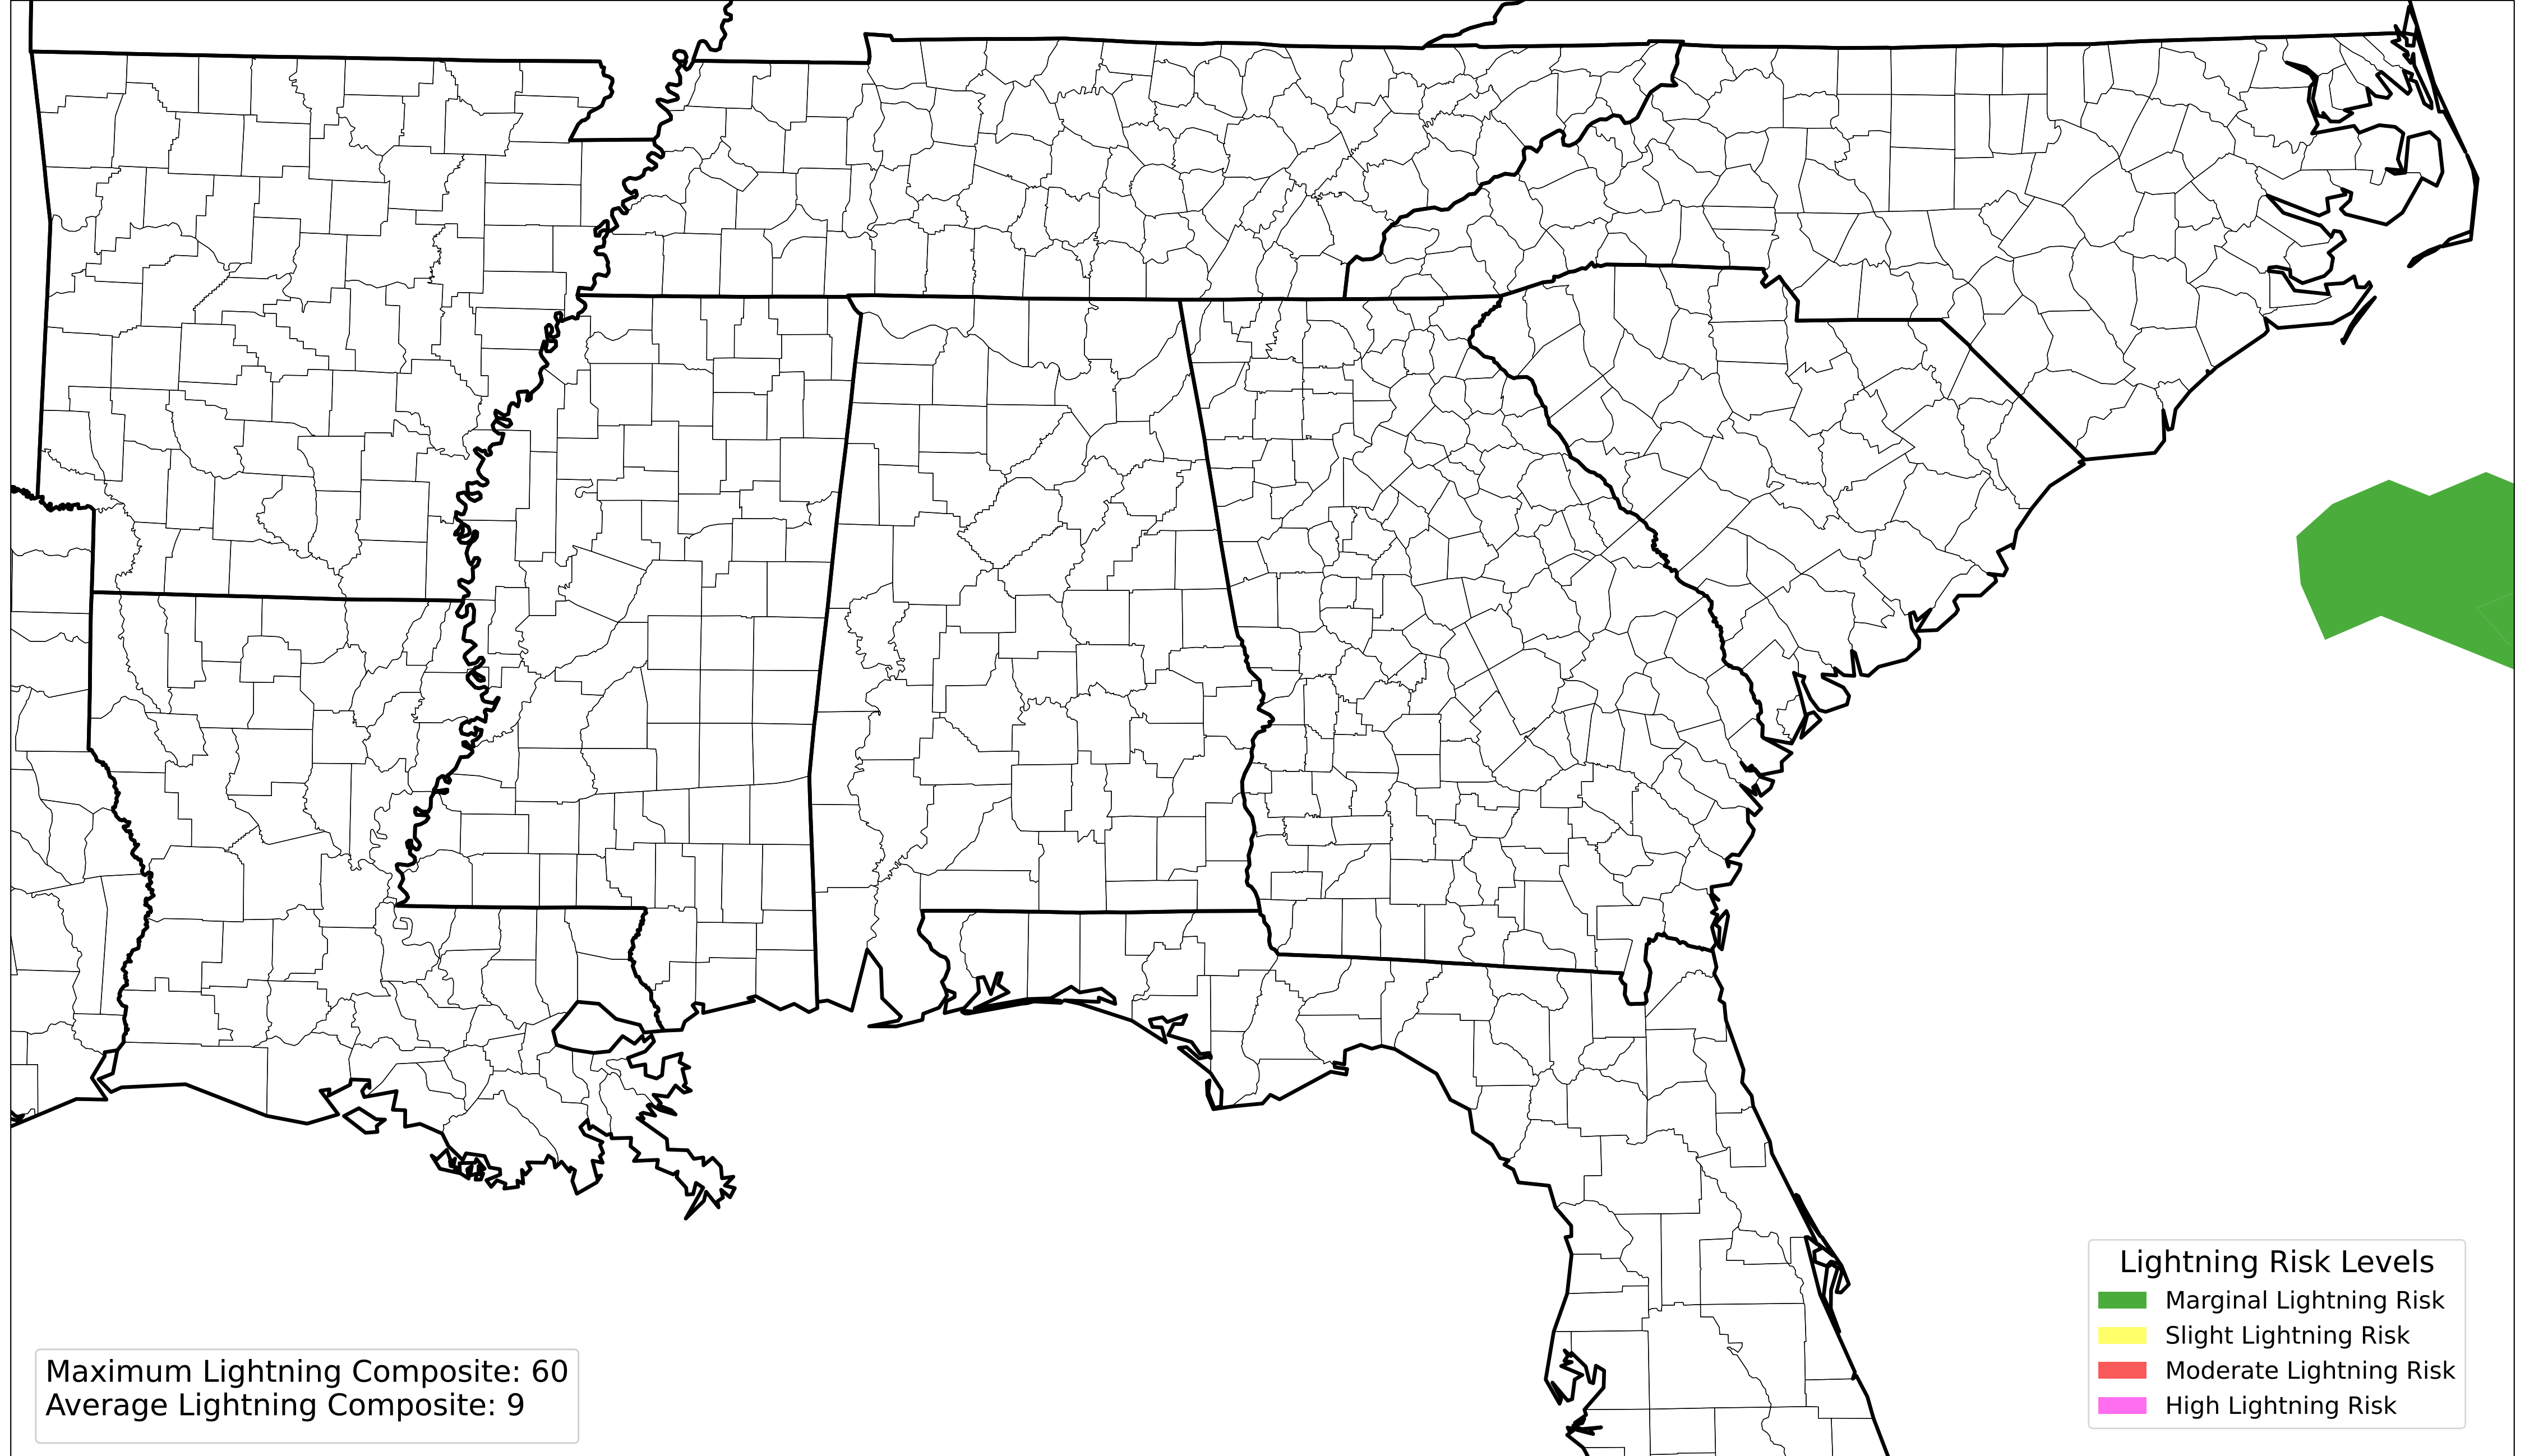 Lightning Risk Levels
Marginal Lightning Risk
Slight Lightning Risk
Moderate Lightning Risk
High Lightning Risk
Maximum Lightning Composite: 60
Average Lightning Composite: 9